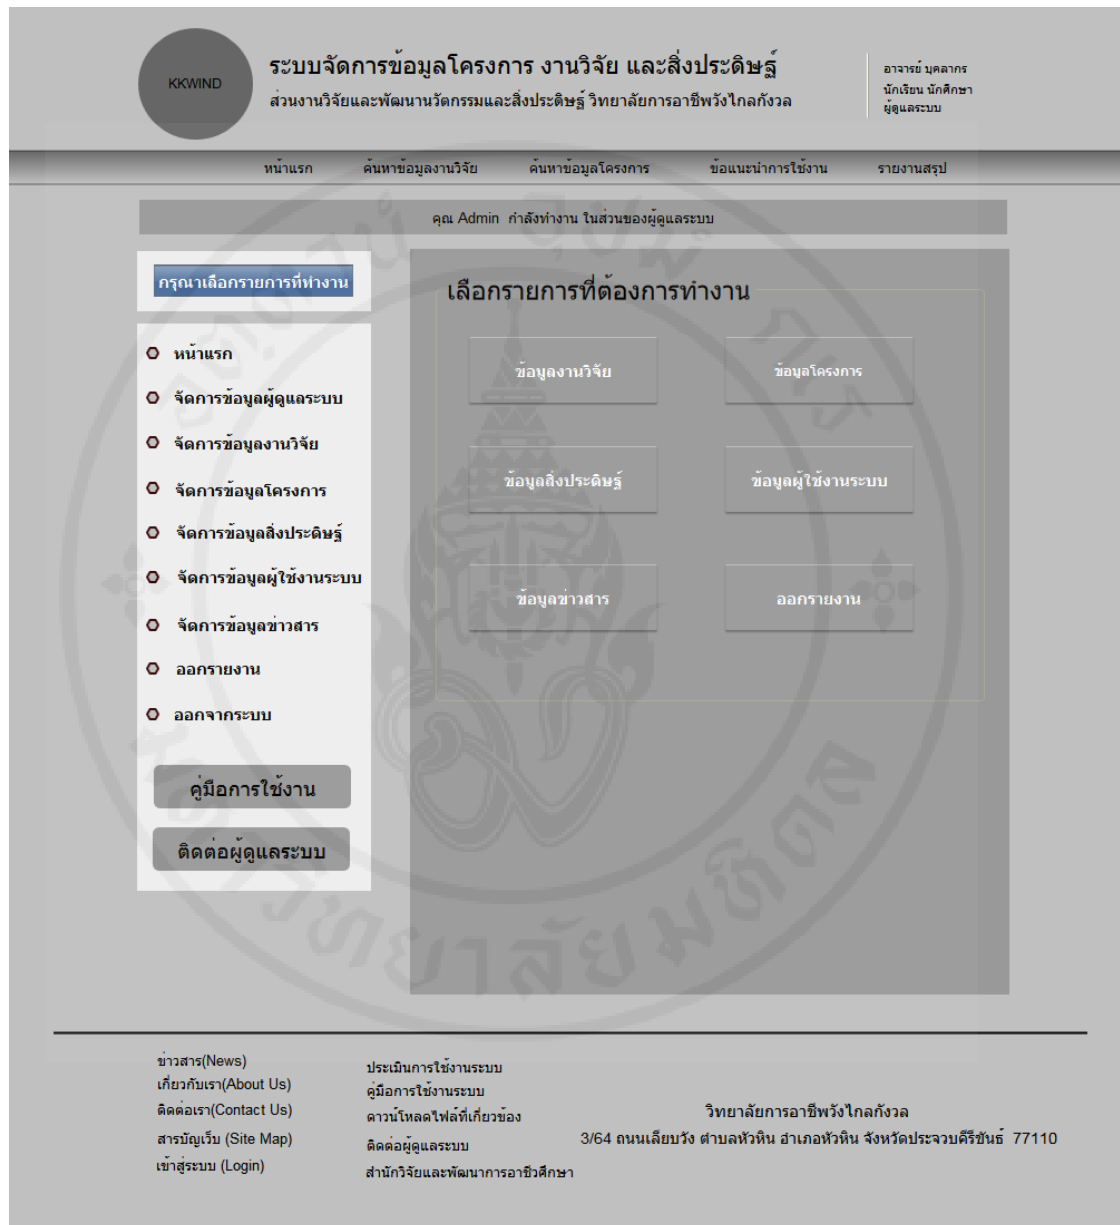 KKWIND
ระบบจัดการข้อมูลโครงการ งานวิจัย และสิ่งประดิษฐ์
ส่วนงานวิจัยและพัฒนานวัตกรรมและสิ่งประดิษฐ์ วิทยาลัยการอาชีพวังไกลกังวล
อาจารย์ บุคลากร
นักเรียน นักศึกษา
ผู้ดูแลระบบ
หน้าแรก ค้นหาข้อมูลงานวิจัย ค้นหาข้อมูลโครงการ ข้อแนะนำการใช้งาน รายงานสรุป
คุณ Admin กำลังทำงาน ในส่วนของผู้ดูแลระบบ
กรุณาเลือกรายการที่ทำงาน
หน้าแรก
จัดการข้อมูลผู้ดูแลระบบ
จัดการข้อมูลงานวิจัย
จัดการข้อมูลโครงการ
จัดการข้อมูลสิ่งประดิษฐ์
จัดการข้อมูลผู้ใช้งานระบบ
จัดการข้อมูลข่าวสาร
ออกรายงาน
ออกจากระบบ
คู่มือการใช้งาน
ติดต่อผู้ดูแลระบบ
เลือกรายการที่ต้องการทำงาน
ข้อมูลงานวิจัย ข้อมูลโครงการ
ข้อมูลสิ่งประดิษฐ์ ข้อมูลผู้ใช้งานระบบ
ข้อมูลข่าวสาร ออกรายงาน
ข่าวสาร(News)
เกี่ยวกับเรา(About Us)
ติดต่อเรา(Contact Us)
สารบัญเว็บ (Site Map)
เข้าสู่ระบบ (Login)
ประเมินการใช้งานระบบ
คู่มือการใช้งานระบบ
ดาวน์โหลดไฟล์ที่เกี่ยวข้อง
ติดต่อผู้ดูแลระบบ
สำนักวิจัยและพัฒนาการอาชีวศึกษา
วิทยาลัยการอาชีพวังไกลกังวล
3/64 ถนนเลียบวัง ตำบลหัวหิน อำเภอหัวหิน จังหวัดประจวบคีรีขันธ์ 77110